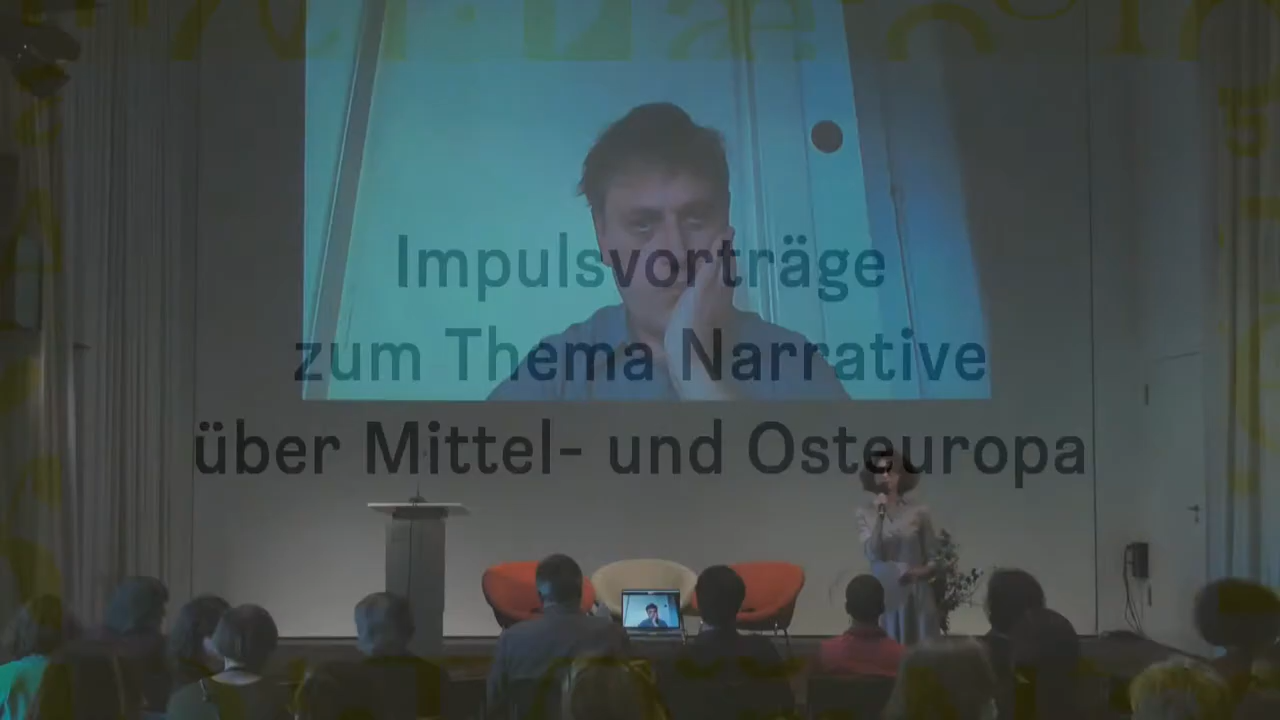 Impulsvorträge
zum Thema Narrative
über Mittel- und Osteuropa